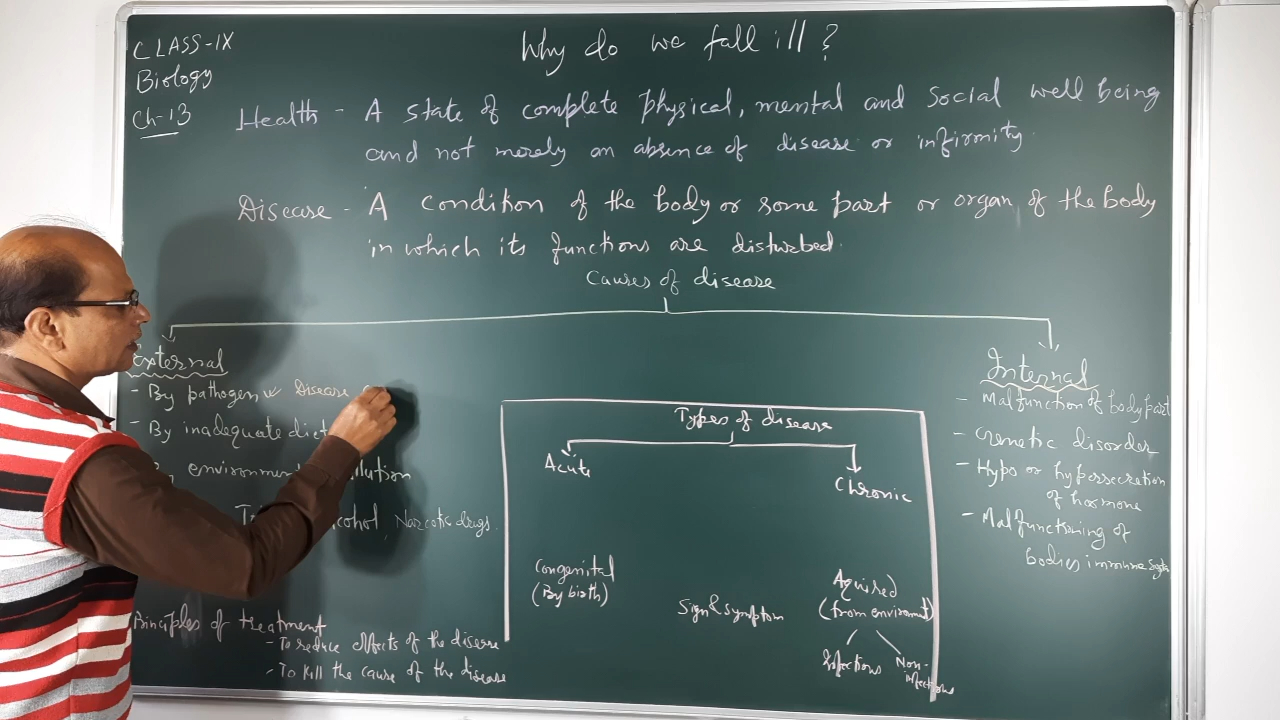 CLASS-IX
Biology
Ch-13
Why do we fall ill?
Health - A state of complete physical, mental and social well being
and not merely an absence of disease or infirmity.
Disease - A condition of the body or some part or organ of the body
in which its functions are disturbed.
Causes of disease
External
- By pathogen Disease
- By inadequate diet
environment
cohol, Narcotic drugs.
Principles of treatment
- To reduce effects of the disease
- To kill the cause of the disease
Types of disease
Acute
Chronic
Congenital
(By birth)
Sign & Symptom
Aquired
(from environment)
Infectious
Non-
infectious
Internal
- Malfunction of body part
- Genetic disorder
- Hypo or hypersecretion
of hormone
- Malfunctioning of
bodies immune